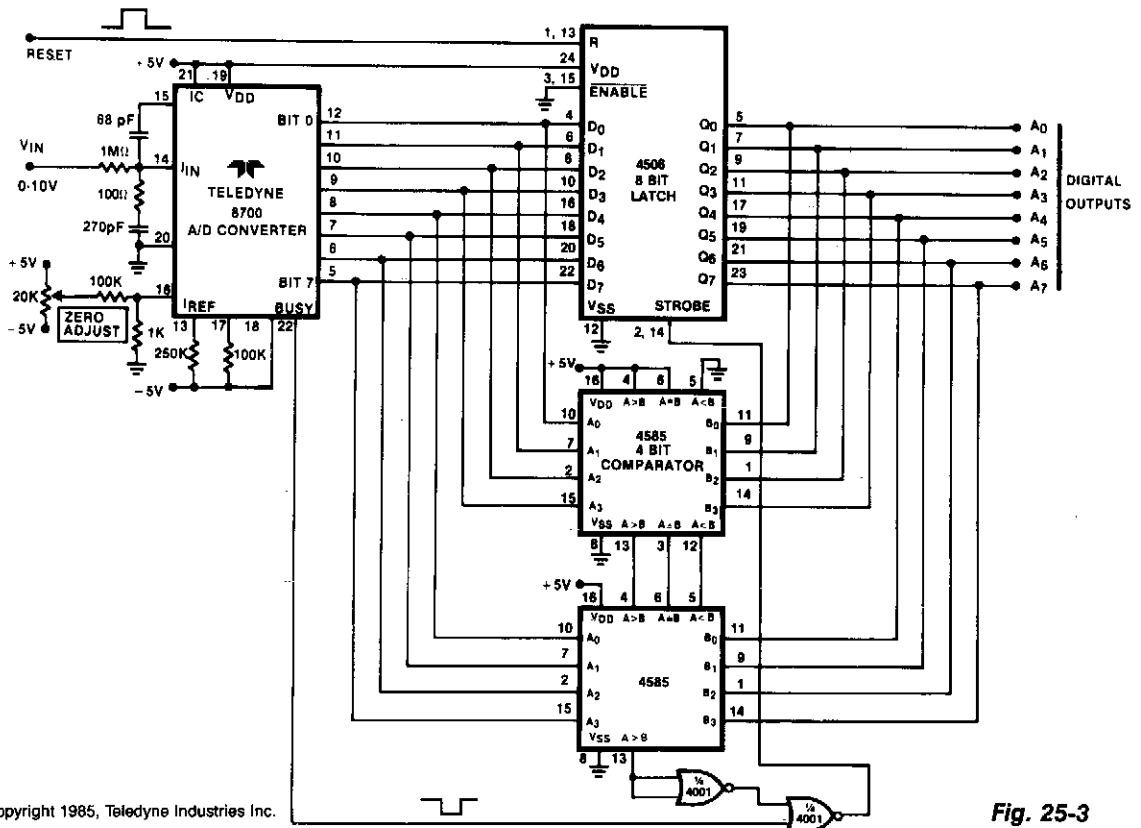 RESET
+5V
21
19
IC
VDD
15
68 pF
VIN
1MΩ
14
IIN
0-10V
100Ω
270pF
20
TELEDYNE
8700
A/D CONVERTER
+5V
20K
-5V
100K
ZERO
ADJUST
16
1K
IREF
BUSY
13
17
18
22
250K
100K
-5V
BIT 0
12
11
10
9
8
7
6
BIT 7
5
1, 13
R
24
VDD
3, 15
ENABLE
4
D0
6
D1
6
D2
10
D3
16
D4
18
D5
20
D6
22
D7
4508
8 BIT
LATCH
Q0
5
Q1
7
Q2
9
Q3
11
Q4
17
Q5
19
Q6
21
Q7
23
VSS
STROBE
12
2, 14
A0
A1
A2
A3
A4
A5
A6
A7
DIGITAL
OUTPUTS
+5V
16
4
6
5
VDD
A>B
A=B
A<B
10
A0
7
A1
2
A2
15
A3
4585
4 BIT
COMPARATOR
B0
11
B1
9
B2
1
B3
14
VSS
A>B
A=B
A<B
8
13
3
12
+5V
16
4
6
5
VDD
A>B
A=B
A<B
10
A0
7
A1
2
A2
15
A3
4585
B0
11
B1
9
B2
1
B3
14
VSS
A>B
8
13
¼
4001
¼
4001
opyright 1985, Teledyne Industries Inc.
Fig. 25-3